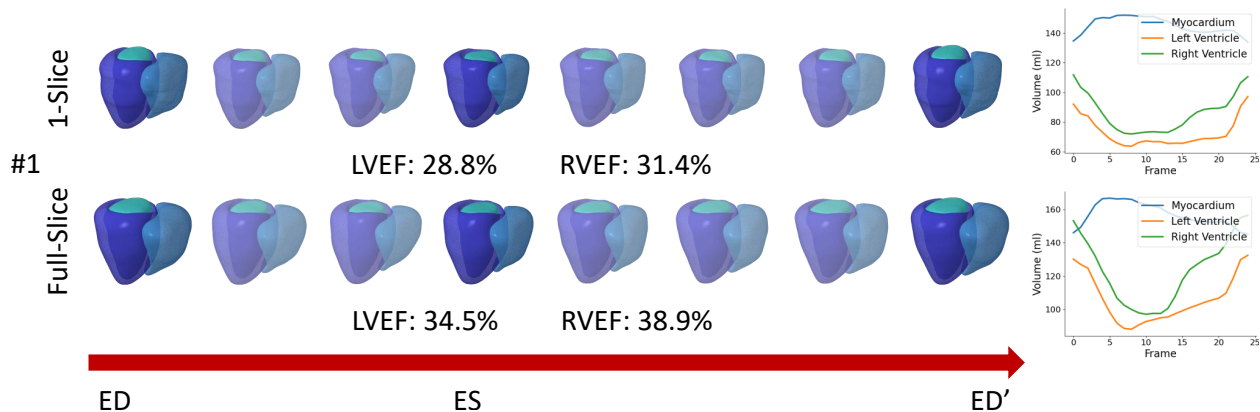 1-Slice
#1
LVEF: 28.8%
RVEF: 31.4%
Full-Slice
LVEF: 34.5%
RVEF: 38.9%
ED
ES
ED’
Volume (ml)
140
120
100
80
60
Myocardium
Left Ventricle
Right Ventricle
0
5
10
15
20
25
Frame
Volume (ml)
160
140
120
100
Myocardium
Left Ventricle
Right Ventricle
0
5
10
15
20
25
Frame